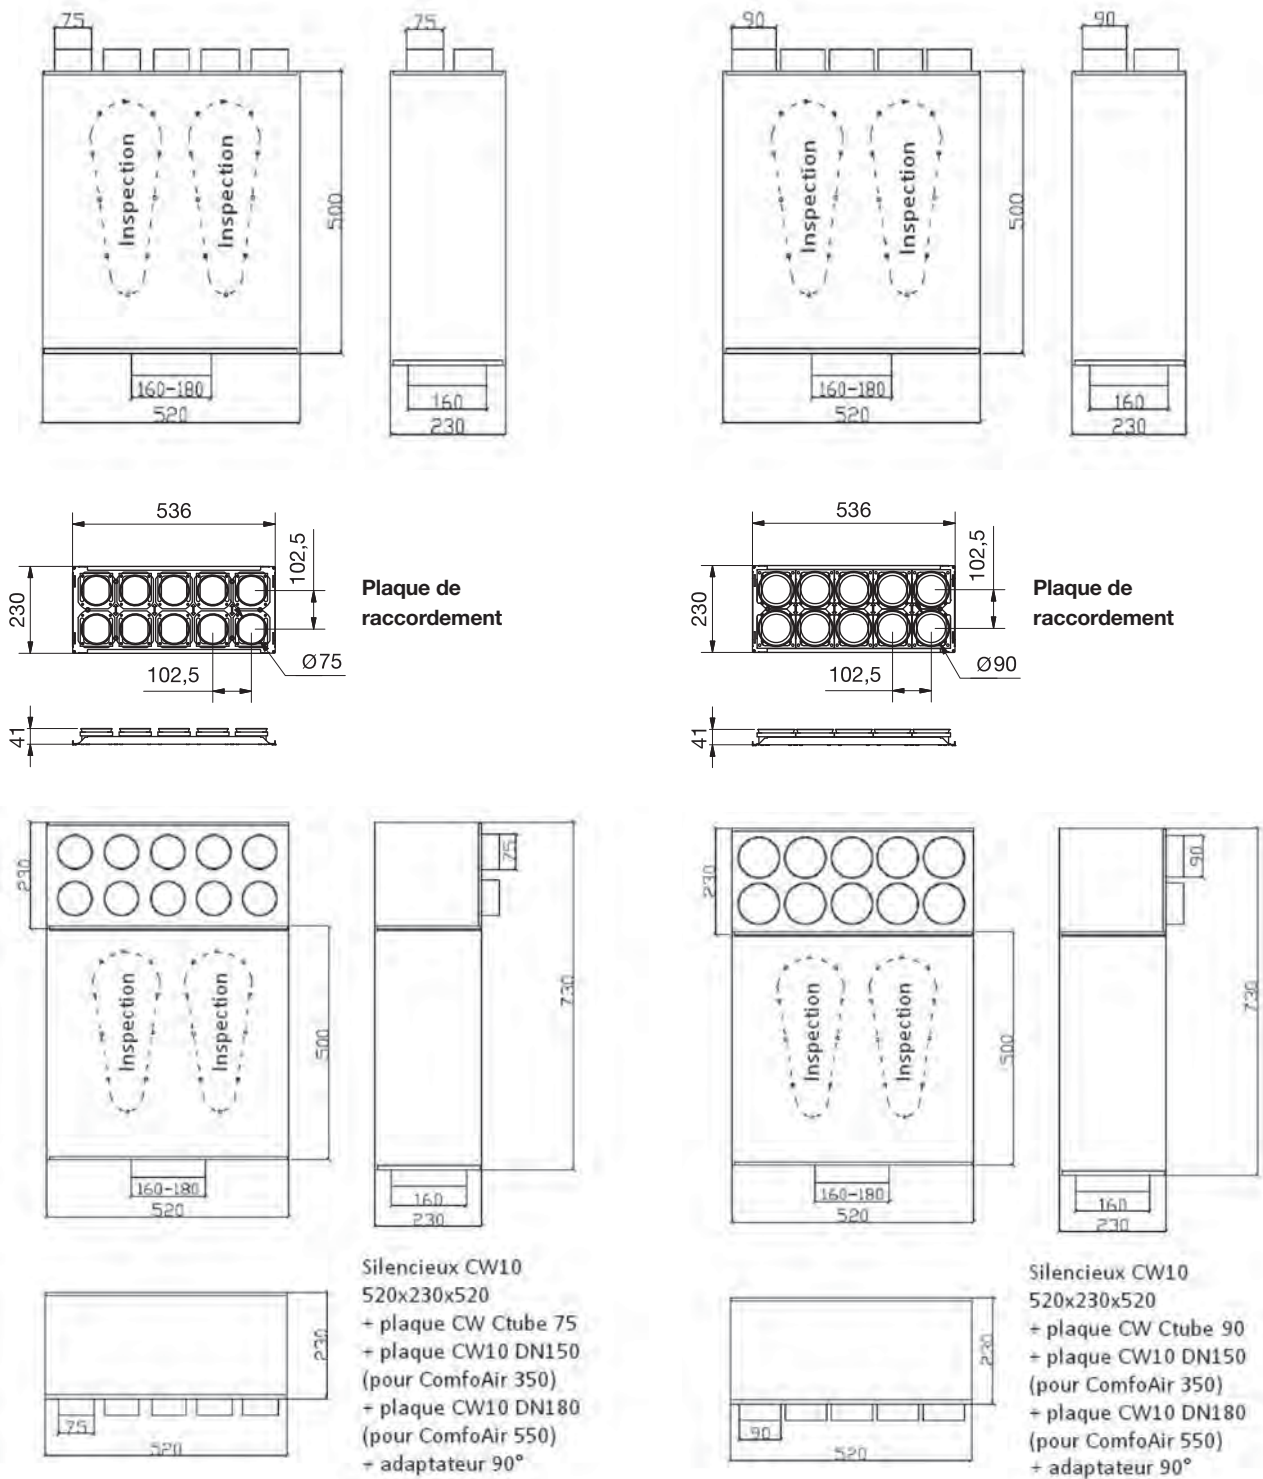 75
75
90
90
Inspection
Inspection
500
Inspection
Inspection
500
160-180
520
160
230
160-180
520
160
230
536
102,5
230
Plaque de
raccordement
Ø75
102,5
41
536
102,5
230
Plaque de
raccordement
Ø90
102,5
41
230
75
730
Inspection
Inspection
500
160-180
520
160
230
230
90
730
Inspection
Inspection
500
160-180
520
160
230
230
75
520
Silencieux CW10
520x230x520
+ plaque CW Ctube 75
+ plaque CW10 DN150
(pour ComfoAir 350)
+ plaque CW10 DN180
(pour ComfoAir 550)
+ adaptateur 90°
230
90
520
Silencieux CW10
520x230x520
+ plaque CW Ctube 90
+ plaque CW10 DN150
(pour ComfoAir 350)
+ plaque CW10 DN180
(pour ComfoAir 550)
+ adaptateur 90°